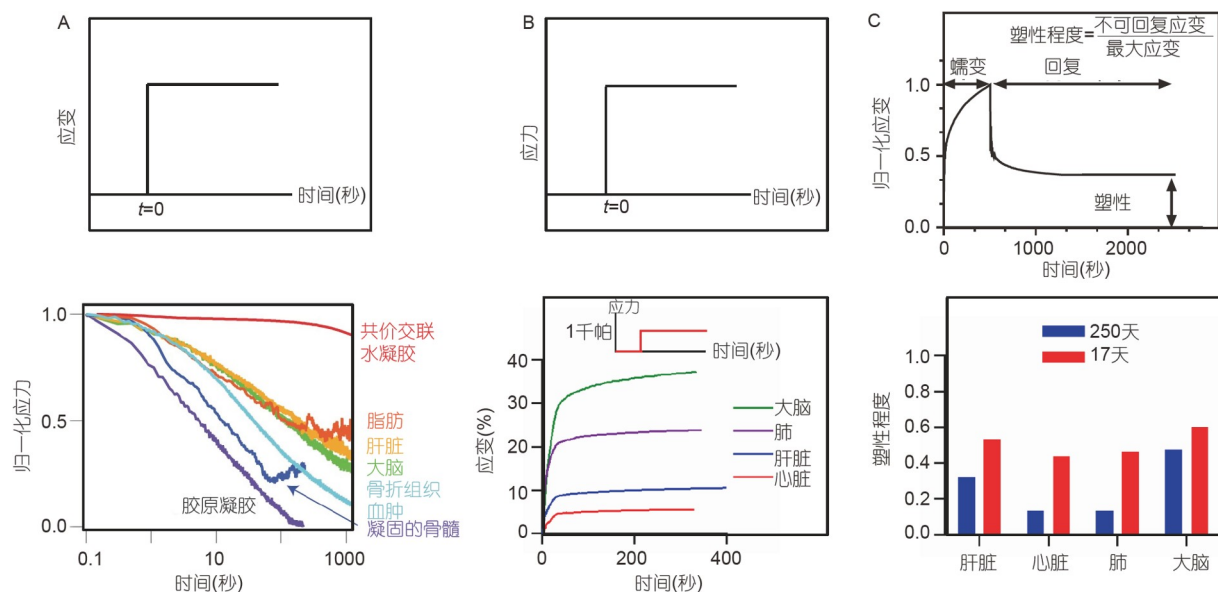 A
应变
时间(秒)
t=0
B
应力
时间(秒)
t=0
C
塑性程度=不可回复应变
最大应变
蠕变
回复
1.0
0.5
0.0
归一化应变
塑性
0
1000
2000
时间(秒)
1.0
0.5
0.0
归一化应力
共价交联
水凝胶
脂肪
肝脏
大脑
骨折组织
血肿
凝固的骨髓
胶原凝胶
0.1
10
1000
时间(秒)
应力
1千帕
时间(秒)
40
30
20
10
0
应变(%)
大脑
肺
肝脏
心脏
0
200
400
时间(秒)
250天
17天
1.0
0.8
0.6
0.4
0.2
0.0
塑性程度
肝脏
心脏
肺
大脑